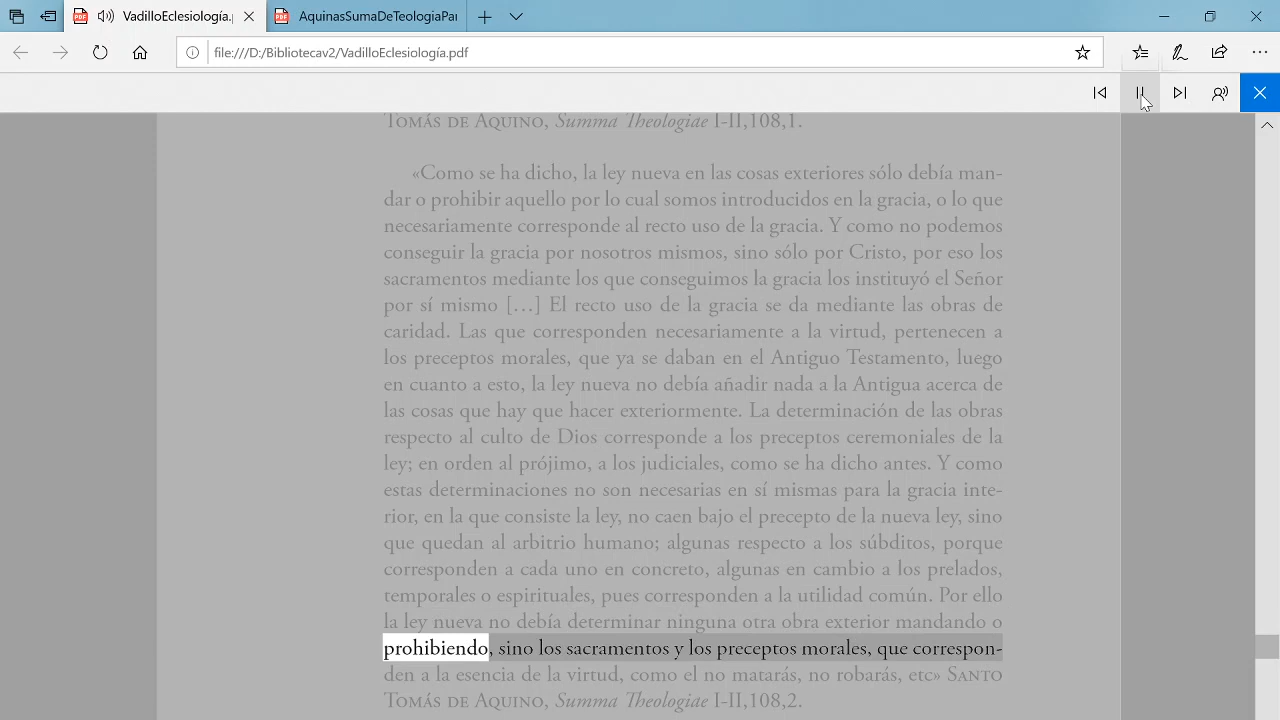 VadilloEclesiología.
AquinasSumaDeTeologíaPar
file:///D:/Bibliotecav2/VadilloEclesiología.pdf
Tomás de Aquino, Summa Theologiae I-II,108,1.
«Como se ha dicho, la ley nueva en las cosas exteriores sólo debía man-
dar o prohibir aquello por lo cual somos introducidos en la gracia, o lo que
necesariamente corresponde al recto uso de la gracia. Y como no podemos
conseguir la gracia por nosotros mismos, sino sólo por Cristo, por eso los
sacramentos mediante los que conseguimos la gracia los instituyó el Señor
por sí mismo […] El recto uso de la gracia se da mediante las obras de
caridad. Las que corresponden necesariamente a la virtud, pertenecen a
los preceptos morales, que ya se daban en el Antiguo Testamento, luego
en cuanto a esto, la ley nueva no debía añadir nada a la Antigua acerca de
las cosas que hay que hacer exteriormente. La determinación de las obras
respecto al culto de Dios corresponde a los preceptos ceremoniales de la
ley; en orden al prójimo, a los judiciales, como se ha dicho antes. Y como
estas determinaciones no son necesarias en sí mismas para la gracia inte-
rior, en la que consiste la ley, no caen bajo el precepto de la nueva ley, sino
que quedan al arbitrio humano; algunas respecto a los súbditos, porque
corresponden a cada uno en concreto, algunas en cambio a los prelados,
temporales o espirituales, pues corresponden a la utilidad común. Por ello
la ley nueva no debía determinar ninguna otra obra exterior mandando o
prohibiendo, sino los sacramentos y los preceptos morales, que correspon-
den a la esencia de la virtud, como el no matarás, no robarás, etc» Santo
Tomás de Aquino, Summa Theologiae I-II,108,2.